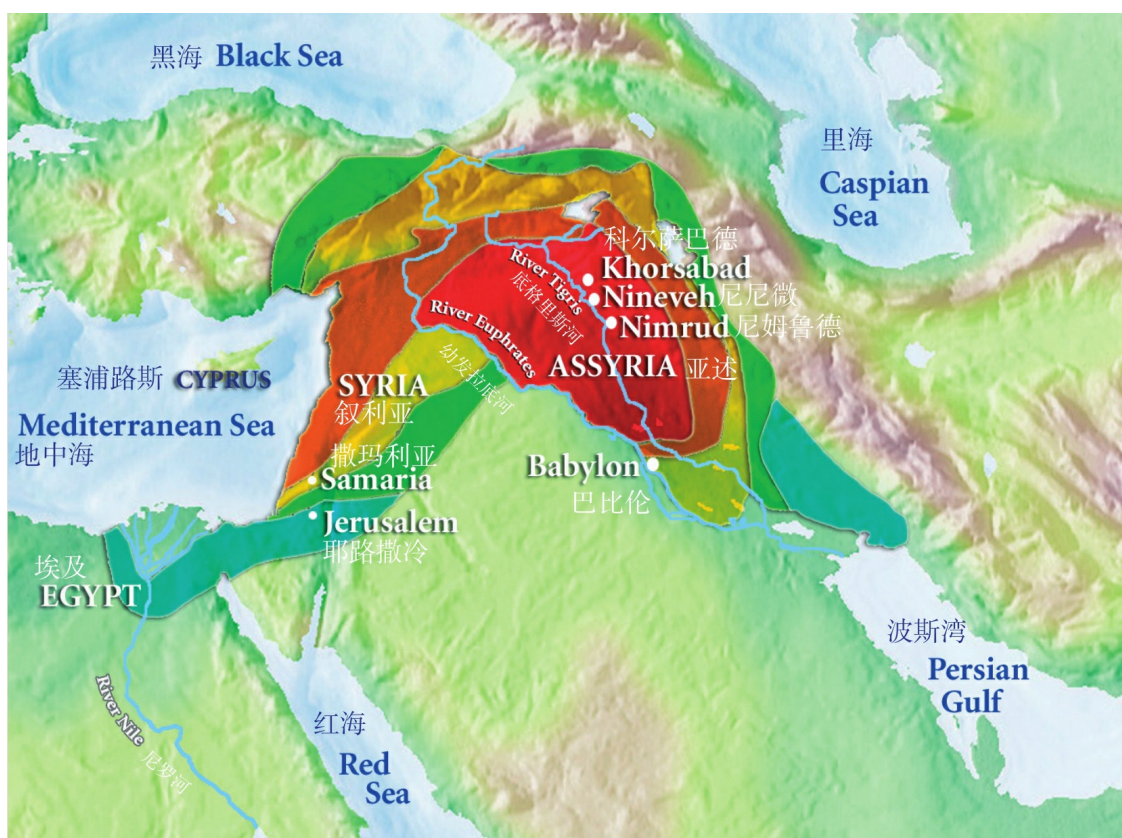 黑海 Black Sea
里海
Caspian
Sea
科尔萨巴德
Khorsabad
River Tigris
底格里斯河
Nineveh 尼尼微
Nimrud 尼姆鲁德
River Euphrates
幼发拉底河
ASSYRIA 亚述
塞浦路斯 CYPRUS
SYRIA
叙利亚
Mediterranean Sea
地中海
撒玛利亚
Samaria
Babylon
巴比伦
Jerusalem
耶路撒冷
埃及
EGYPT
波斯湾
Persian
Gulf
River Nile
尼罗河
红海
Red
Sea